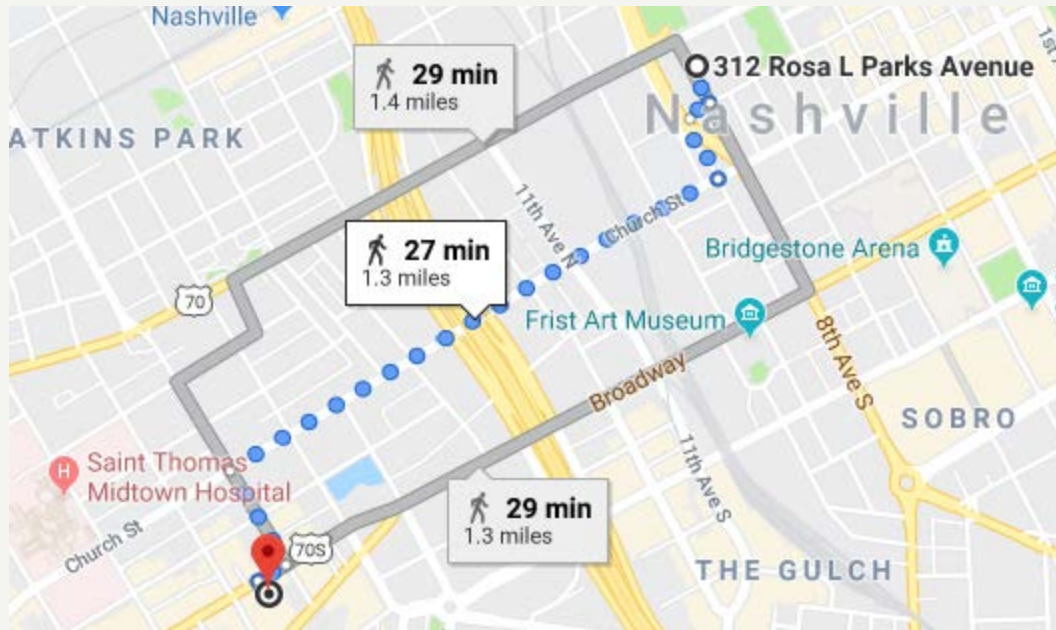 Nashville
29 min
1.4 miles
312 Rosa L Parks Avenue
Nashville
ATKINS PARK
11th Ave N
Church St
27 min
1.3 miles
Bridgestone Arena
70
Frist Art Museum
8th Ave S
Broadway
SOBRO
H
Saint Thomas
Midtown Hospital
11th Ave S
29 min
1.3 miles
Church St
70S
THE GULCH